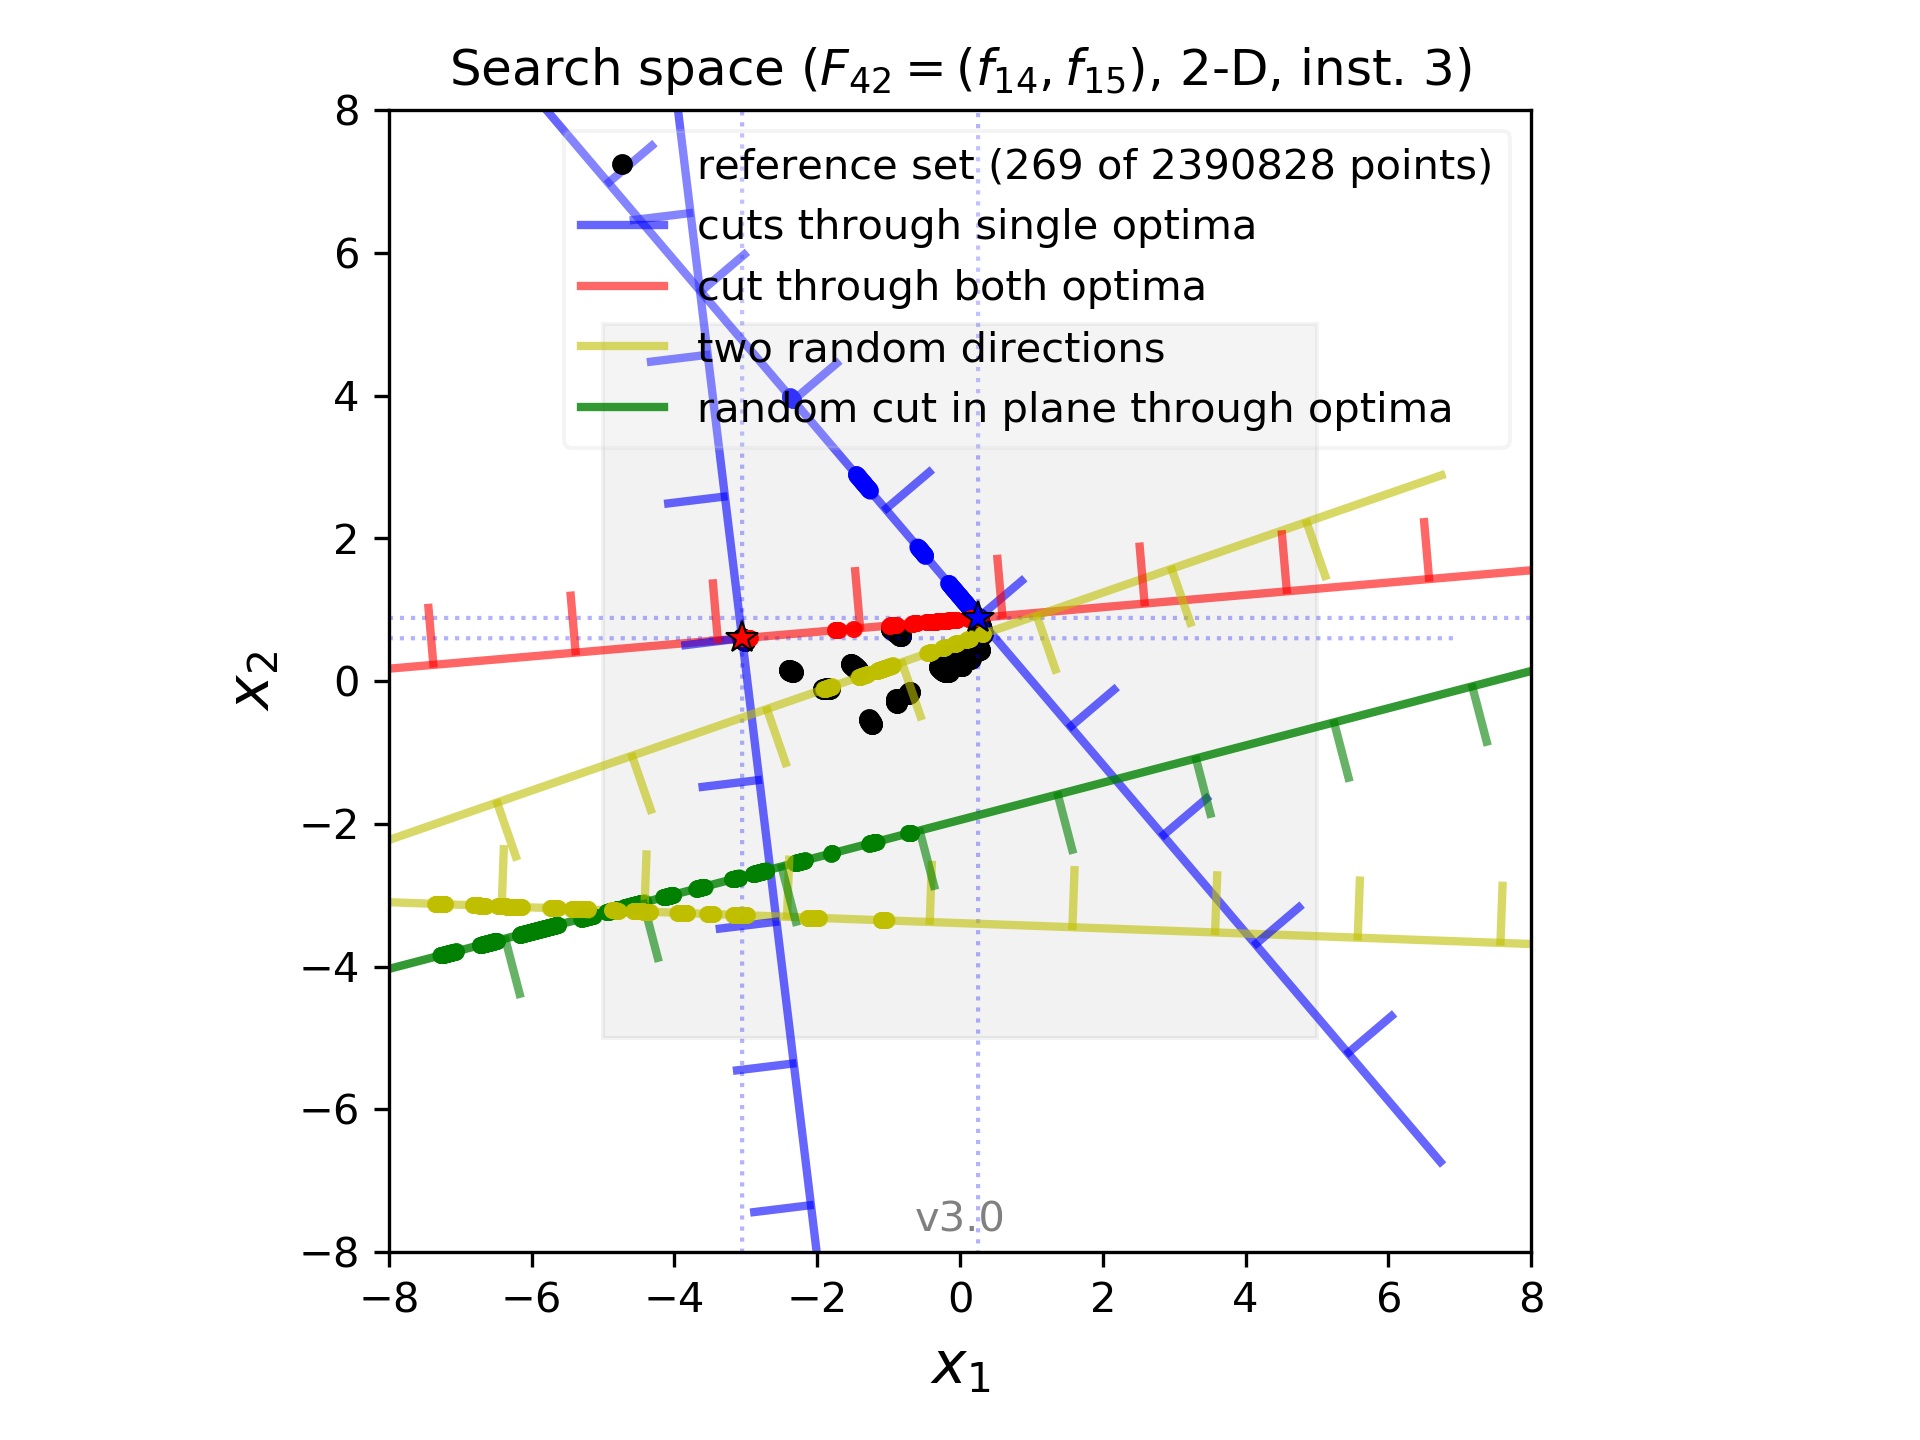 Search space (F₄₂ = (f₁₄, f₁₅), 2-D, inst. 3)
8
6
4
2
0
−2
−4
−6
−8
x₂
reference set (269 of 2390828 points)
cuts through single optima
cut through both optima
two random directions
random cut in plane through optima
v3.0
−8 −6 −4 −2 0 2 4 6 8
x₁